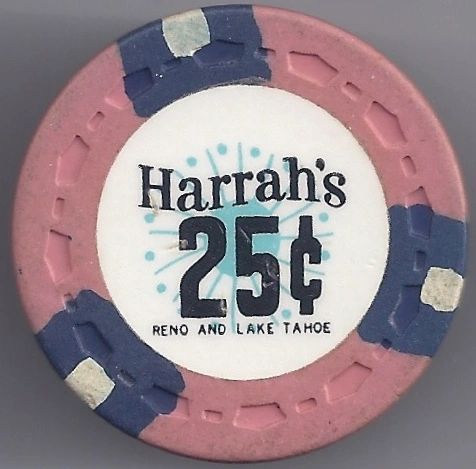 Harrah's
25¢
RENO AND LAKE TAHOE